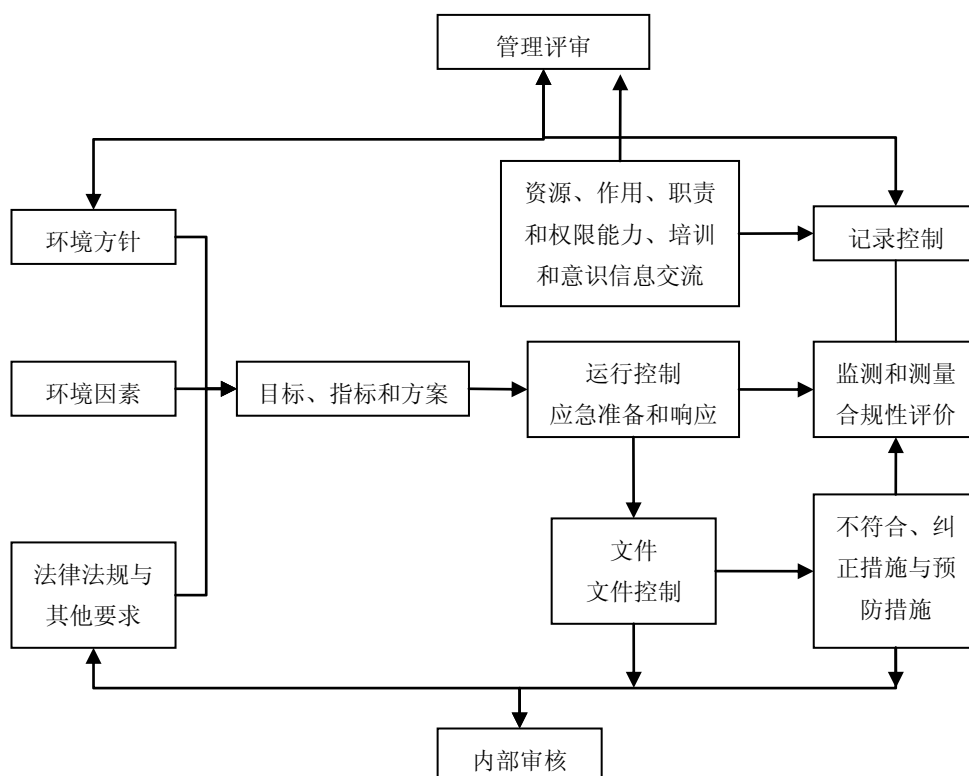 管理评审
资源、作用、职责
和权限能力、培训
和意识信息交流
环境方针
记录控制
环境因素
目标、指标和方案
运行控制
应急准备和响应
监测和测量
合规性评价
法律法规与
其他要求
文件
文件控制
不符合、纠
正措施与预
防措施
内部审核